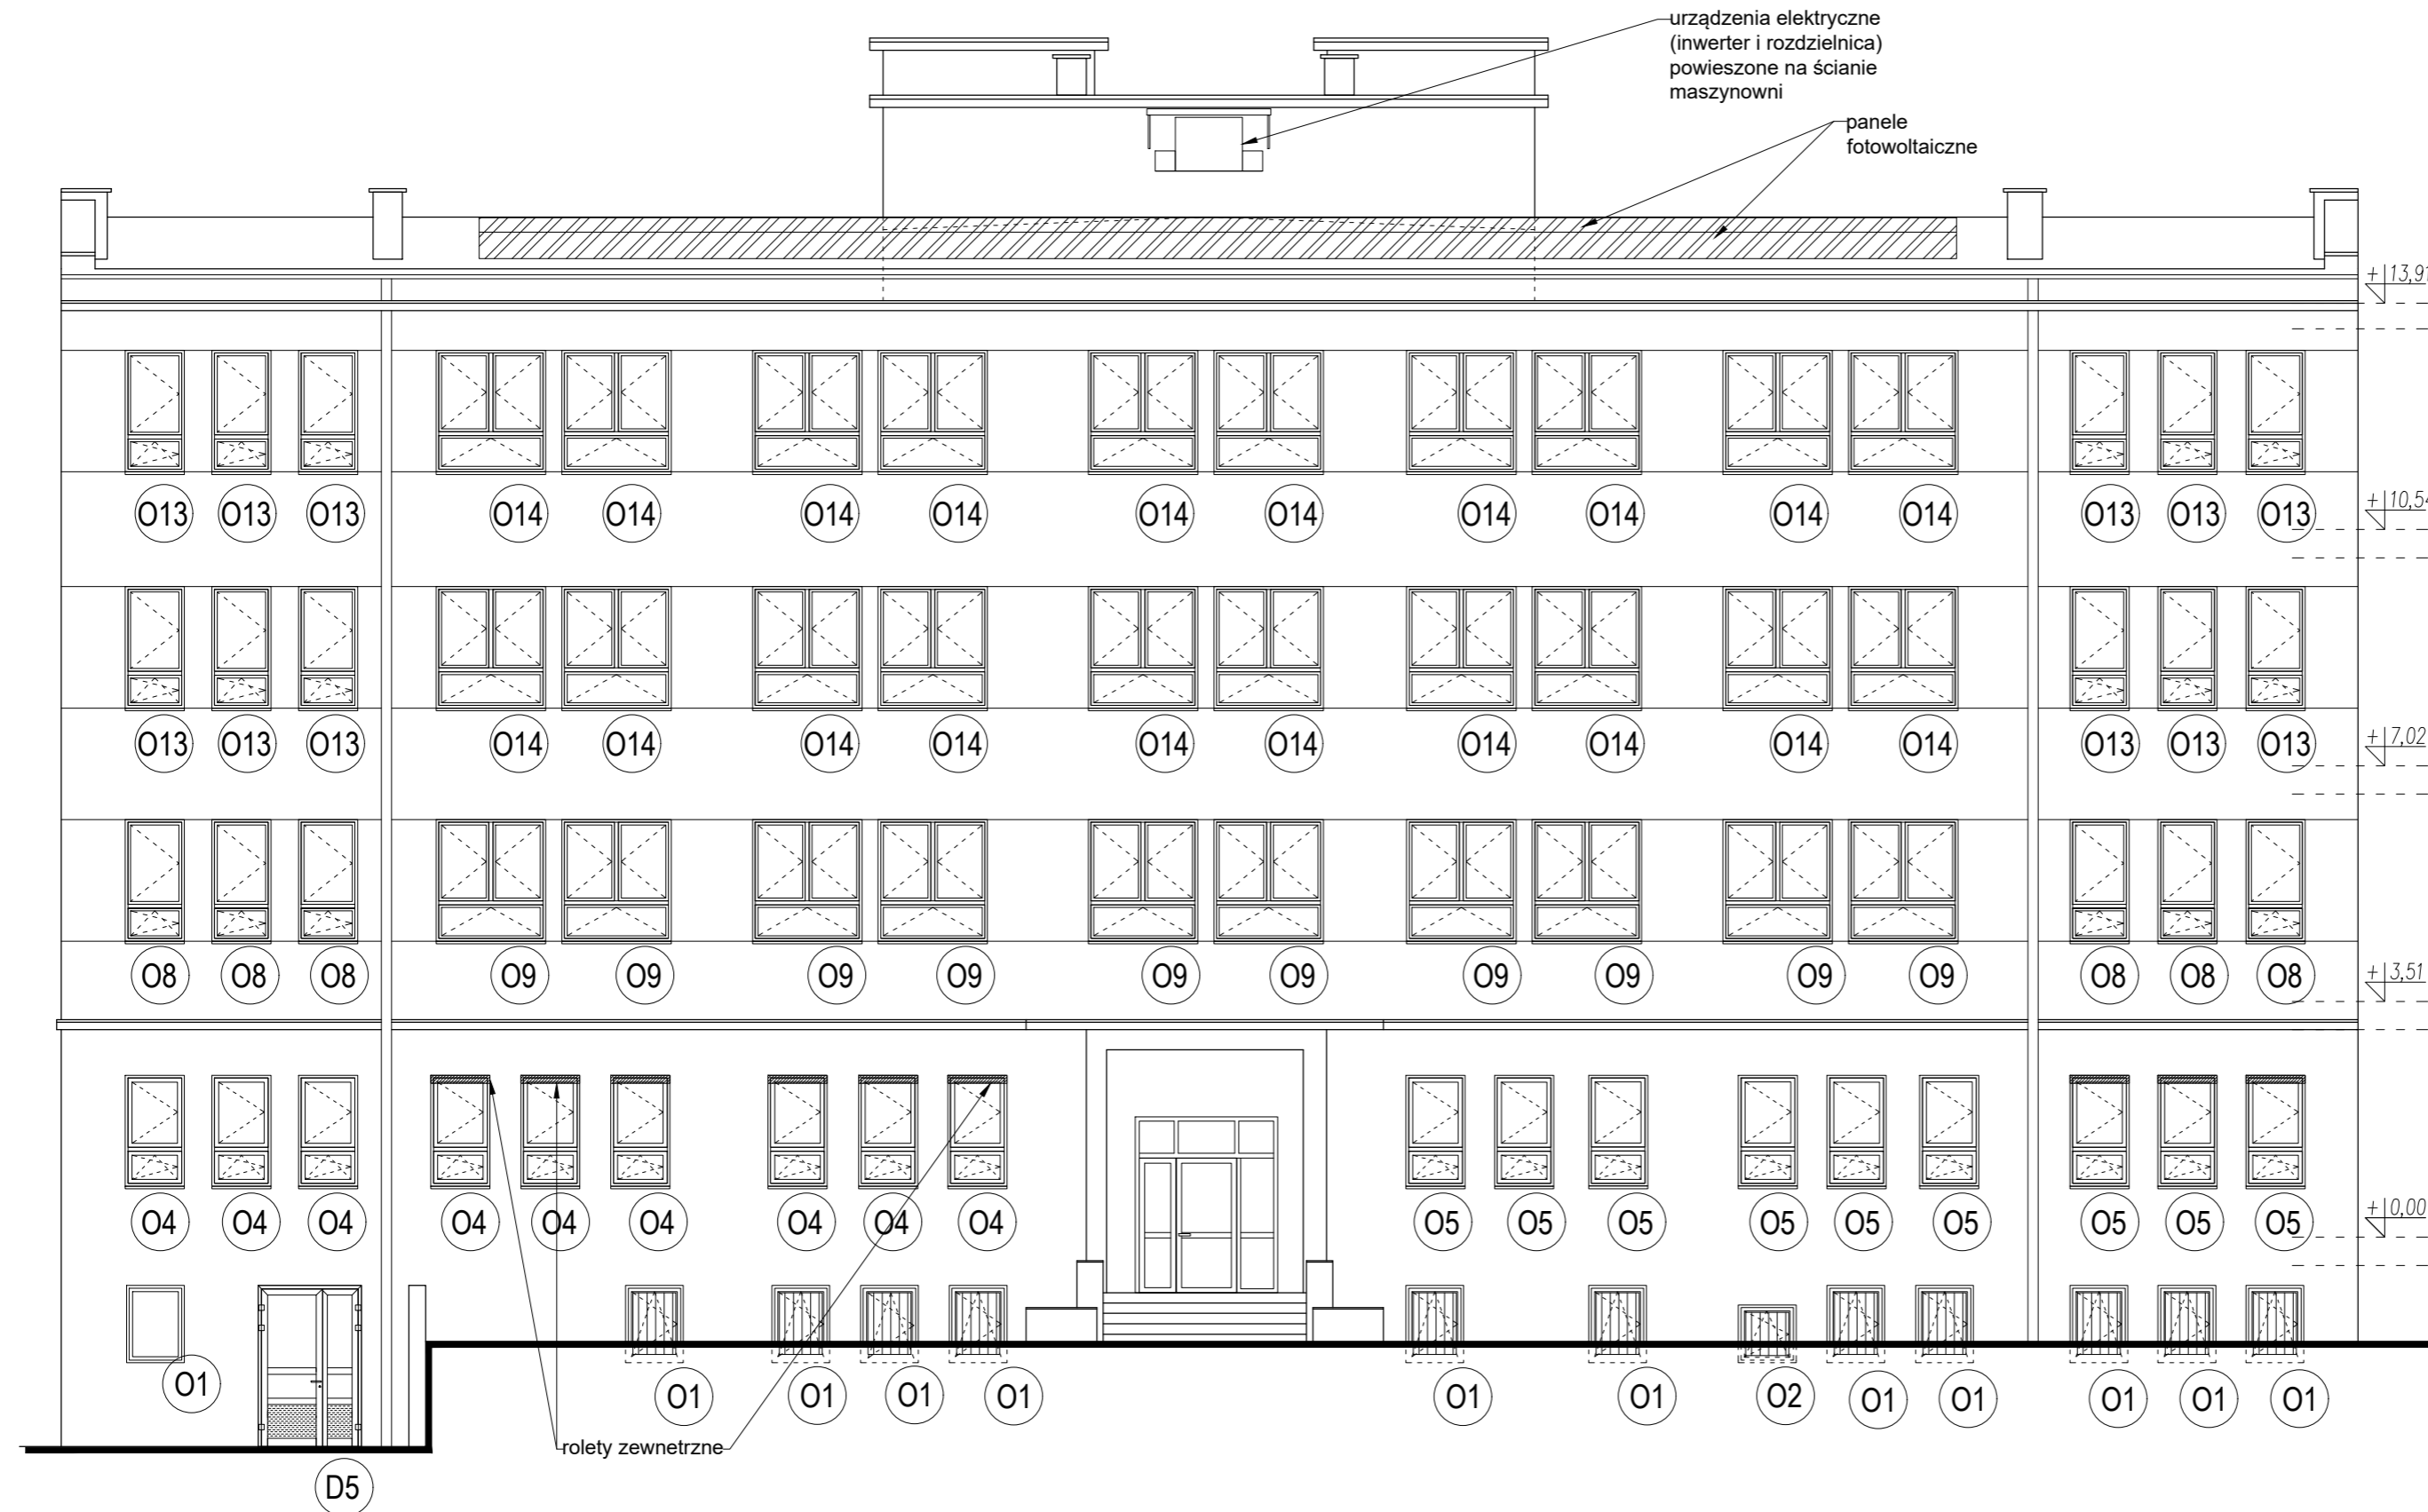 urządzenia elektryczne
(inwerter i rozdzielnica)
powieszone na ścianie
maszynowni
panele
fotowoltaiczne
+13,91
O13 O13 O13 O14 O14 O14 O14 O14 O14 O14 O14 O14 O14 O13 O13 O13
+10,54
O13 O13 O13 O14 O14 O14 O14 O14 O14 O14 O14 O14 O14 O13 O13 O13
+7,02
O8 O8 O8 O9 O9 O9 O9 O9 O9 O9 O9 O9 O9 O8 O8 O8
+3,51
O4 O4 O4 O4 O4 O4 O4 O4 O4 O5 O5 O5 O5 O5 O5 O5 O5 O5
+0,00
O1 O1 O1 O1 O1 O1 O1 O2 O1 O1 O1 O1 O1
rolety zewnetrzne
D5